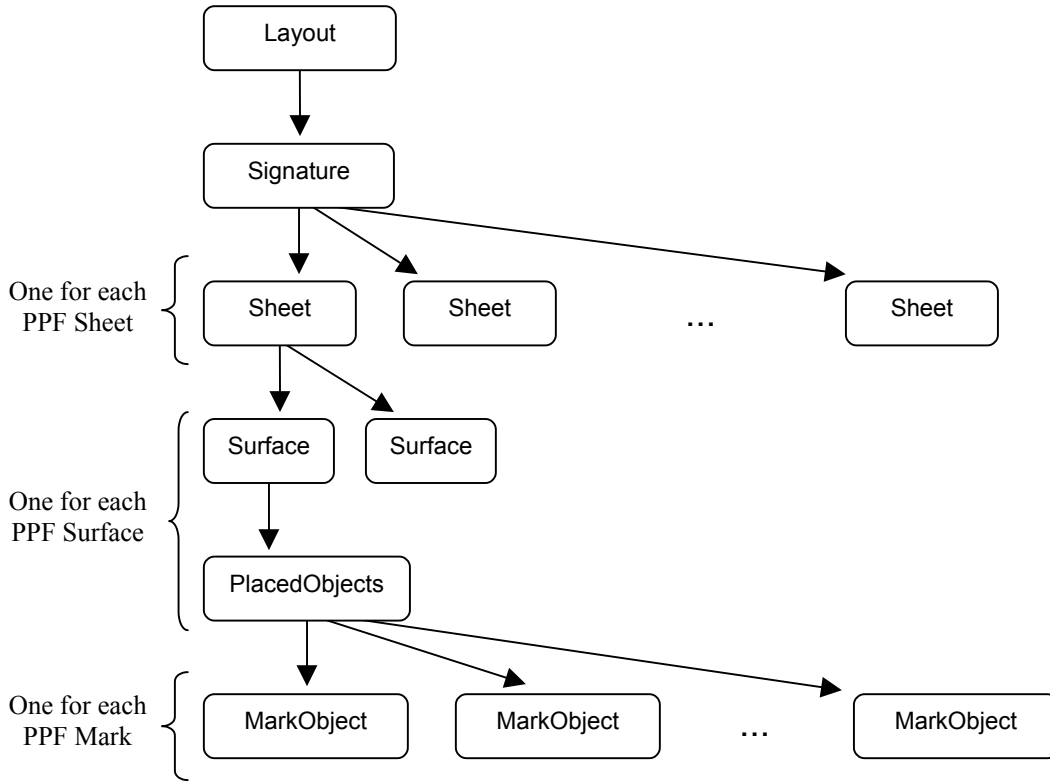 Layout
Signature
One for each
PPF Sheet
Sheet
Sheet
...
Sheet
Surface
Surface
One for each
PPF Surface
PlacedObjects
One for each
PPF Mark
MarkObject
MarkObject
...
MarkObject